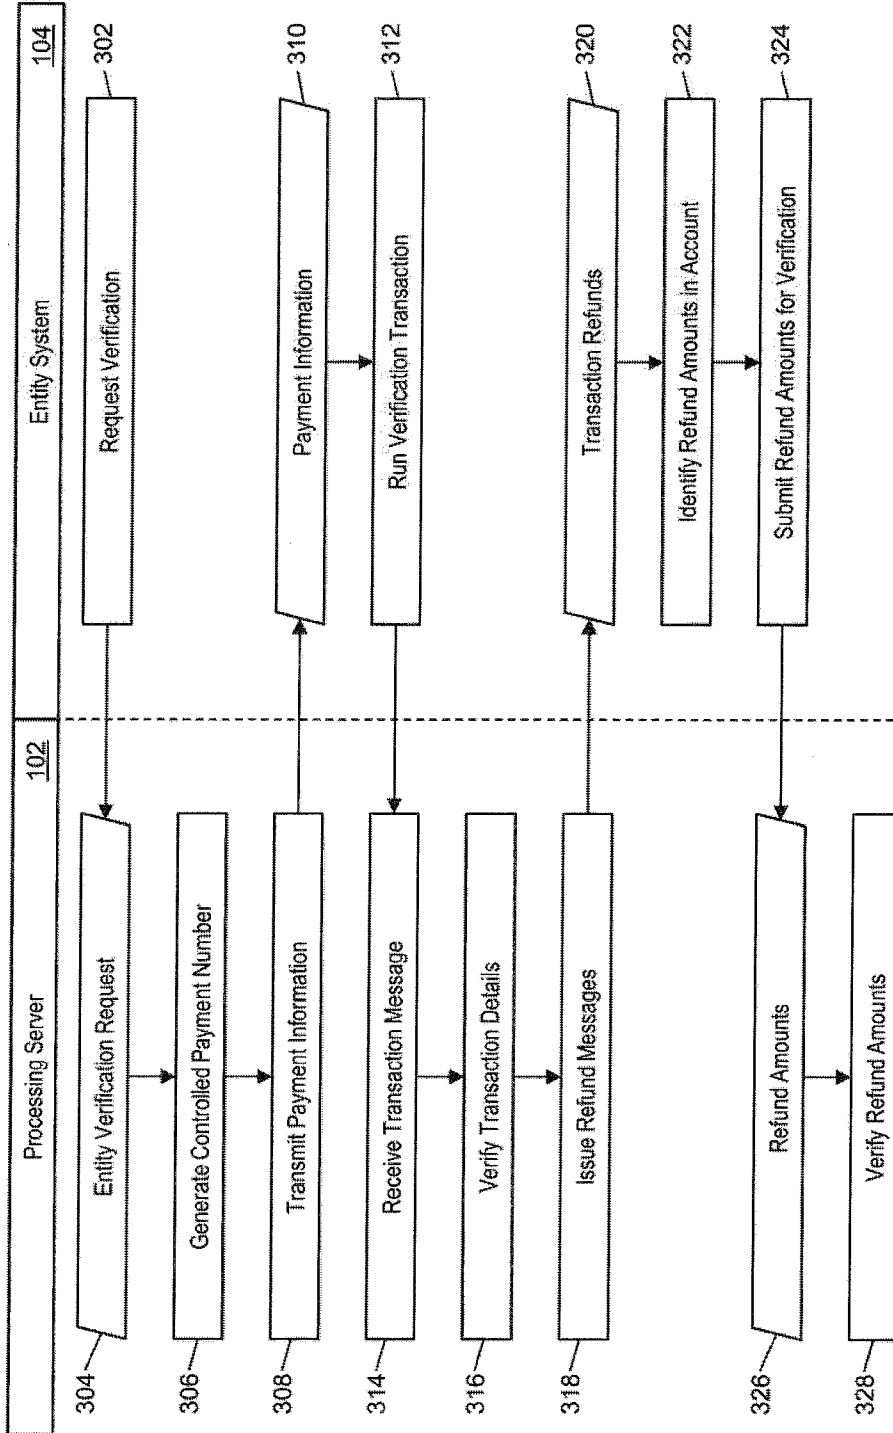 Processing Server
102
Entity System
104
Request Verification
302
304
Entity Verification Request
306
Generate Controlled Payment Number
308
Transmit Payment Information
Payment Information
310
Run Verification Transaction
312
314
Receive Transaction Message
316
Verify Transaction Details
318
Issue Refund Messages
Transaction Refunds
320
Identify Refund Amounts in Account
322
Submit Refund Amounts for Verification
324
326
Refund Amounts
328
Verify Refund Amounts